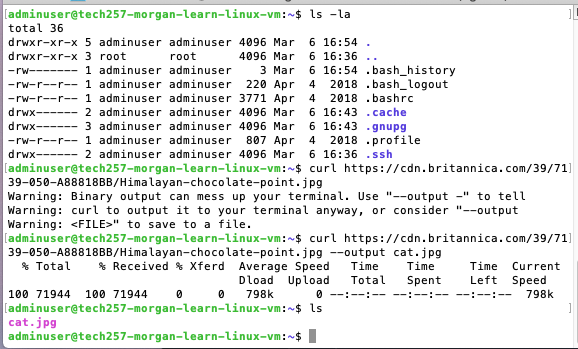 [adminuser@tech257-morgan-learn-linux-vm:~$ ls -la ]
total 36
drwxr-xr-x 5 adminuser adminuser 4096 Mar  6 16:54 .
drwxr-xr-x 3 root      root      4096 Mar  6 16:36 ..
-rw------- 1 adminuser adminuser    3 Mar  6 16:54 .bash_history
-rw-r--r-- 1 adminuser adminuser  220 Apr  4  2018 .bash_logout
-rw-r--r-- 1 adminuser adminuser 3771 Apr  4  2018 .bashrc
drwx------ 2 adminuser adminuser 4096 Mar  6 16:43 .cache
drwx------ 3 adminuser adminuser 4096 Mar  6 16:43 .gnupg
-rw-r--r-- 1 adminuser adminuser  807 Apr  4  2018 .profile
drwx------ 2 adminuser adminuser 4096 Mar  6 16:36 .ssh
[adminuser@tech257-morgan-learn-linux-vm:~$ curl https://cdn.britannica.com/39/71]
39-050-A88818BB/Himalayan-chocolate-point.jpg
Warning: Binary output can mess up your terminal. Use "--output -" to tell
Warning: curl to output it to your terminal anyway, or consider "--output
Warning: <FILE>" to save to a file.
[adminuser@tech257-morgan-learn-linux-vm:~$ curl https://cdn.britannica.com/39/71]
39-050-A88818BB/Himalayan-chocolate-point.jpg --output cat.jpg
  % Total    % Received % Xferd  Average Speed   Time    Time     Time  Current
                                 Dload  Upload   Total   Spent    Left  Speed
100 71944  100 71944    0     0   798k      0 --:--:-- --:--:-- --:--:--  798k
[adminuser@tech257-morgan-learn-linux-vm:~$ ls ]
cat.jpg
adminuser@tech257-morgan-learn-linux-vm:~$